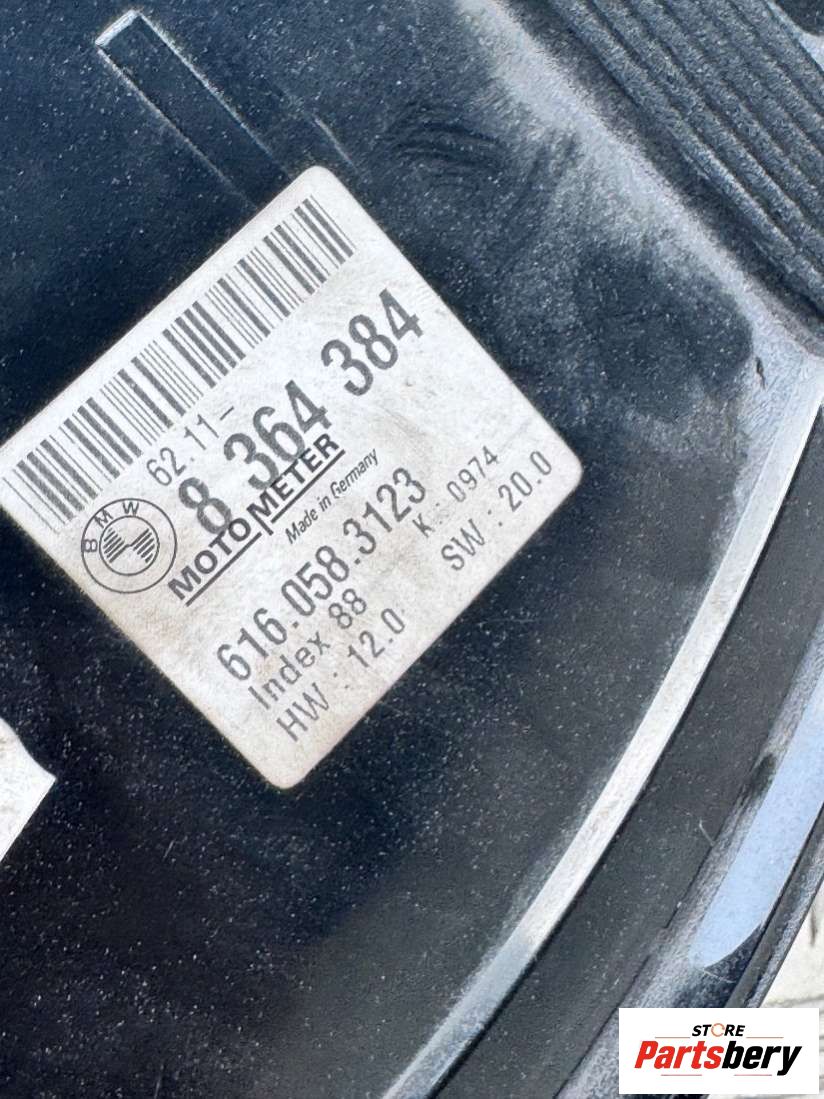 62.11-
8 364 384
BMW
MOTOMETER
Made in Germany
616.058.3123
Index 88
K : 0974
HW : 12.0
SW : 20.0
STORE
Partsbery